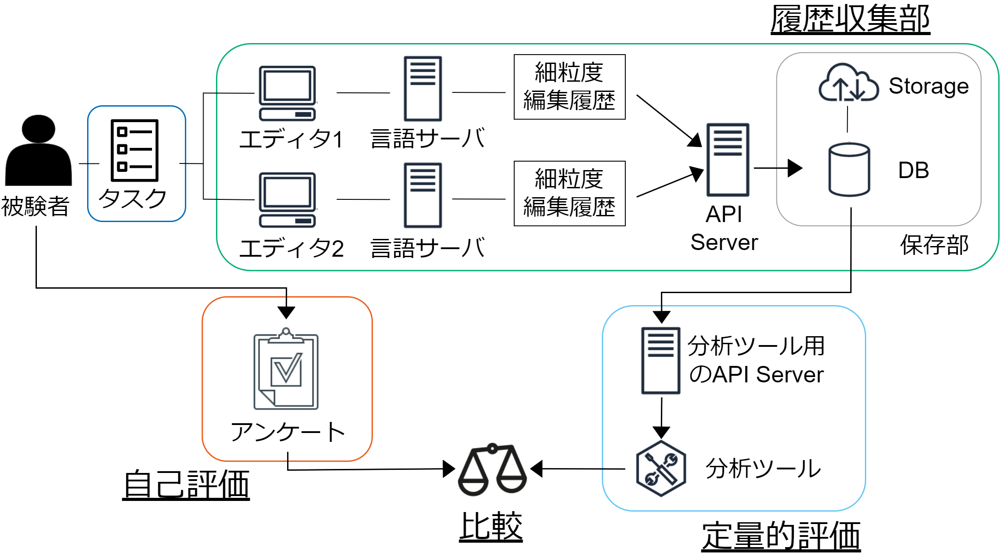 履歴収集部
細粒度
編集履歴
Storage
エディタ1
言語サーバ
被験者
タスク
細粒度
編集履歴
DB
API
Server
エディタ2
言語サーバ
保存部
分析ツール用
のAPI Server
アンケート
自己評価
分析ツール
比較
定量的評価